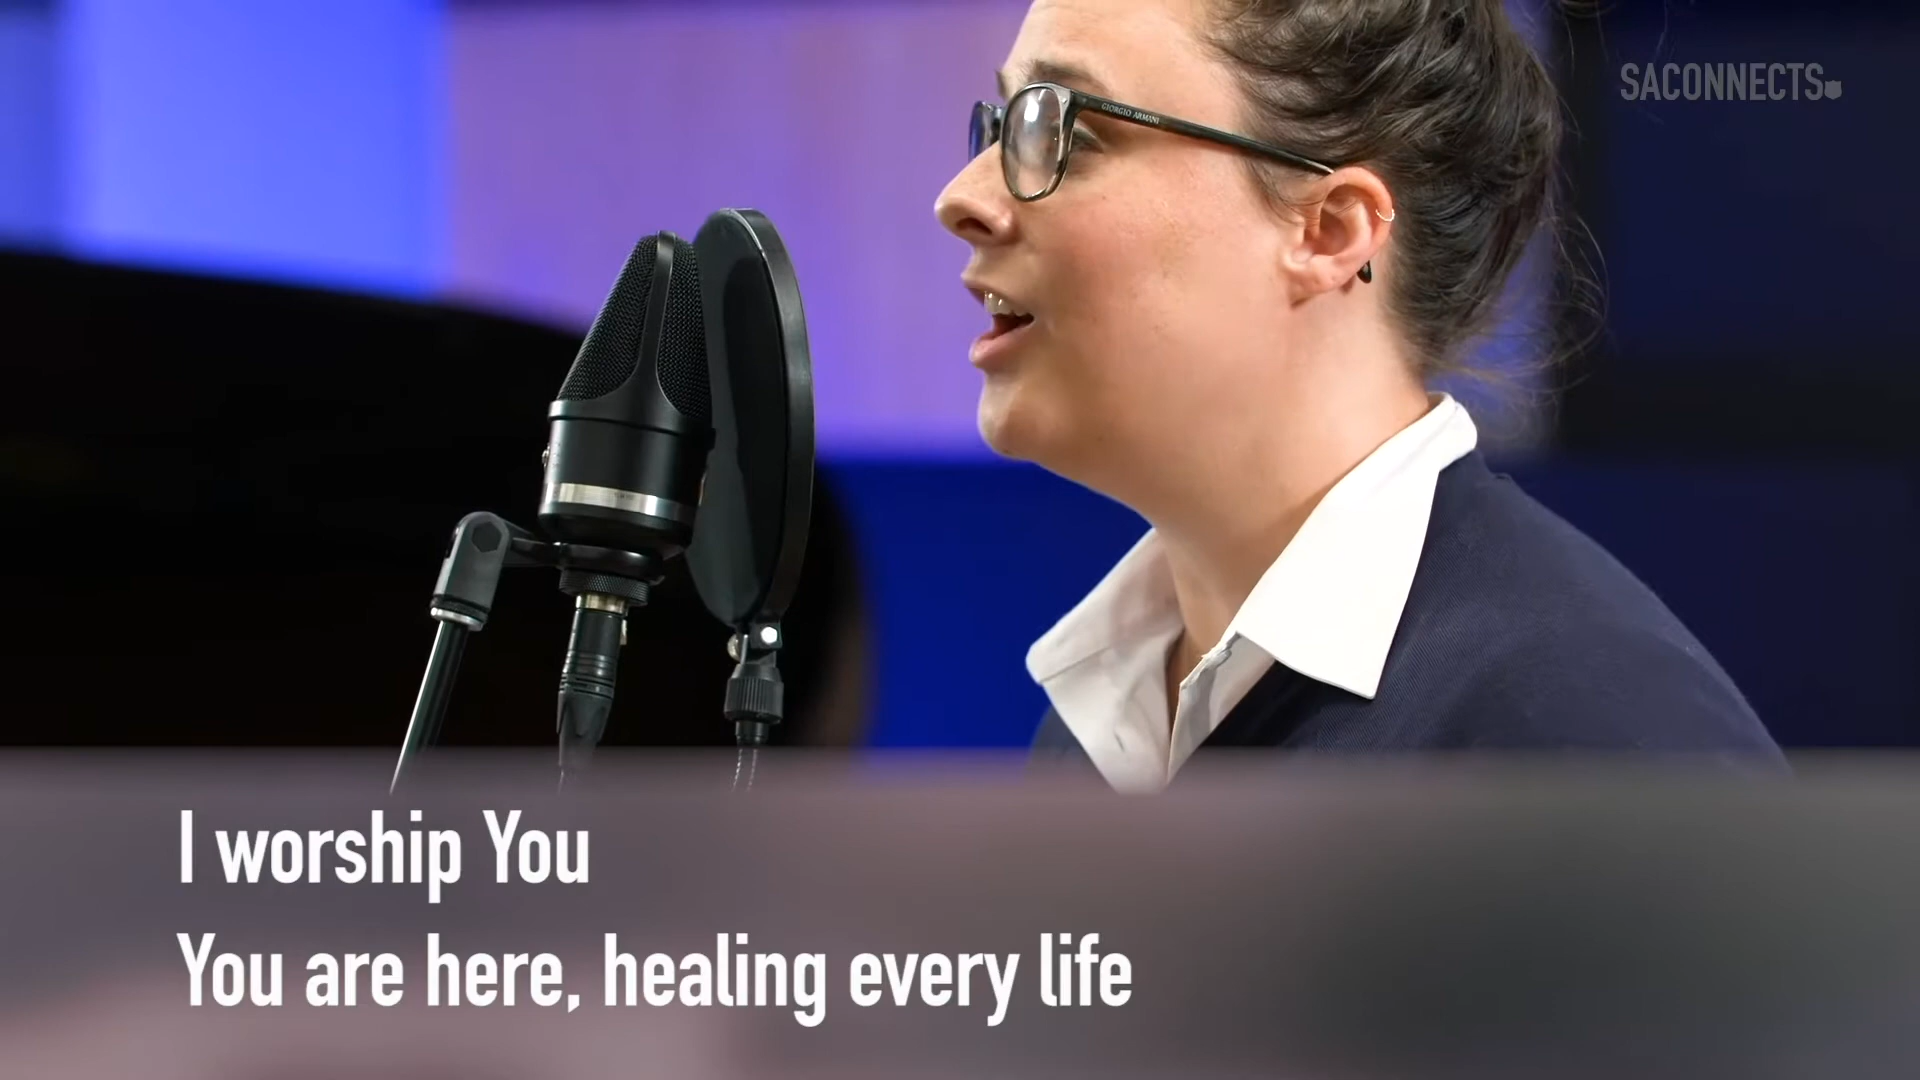 SACONNECTS
GIORGIO ARMANI
I worship You
You are here, healing every life